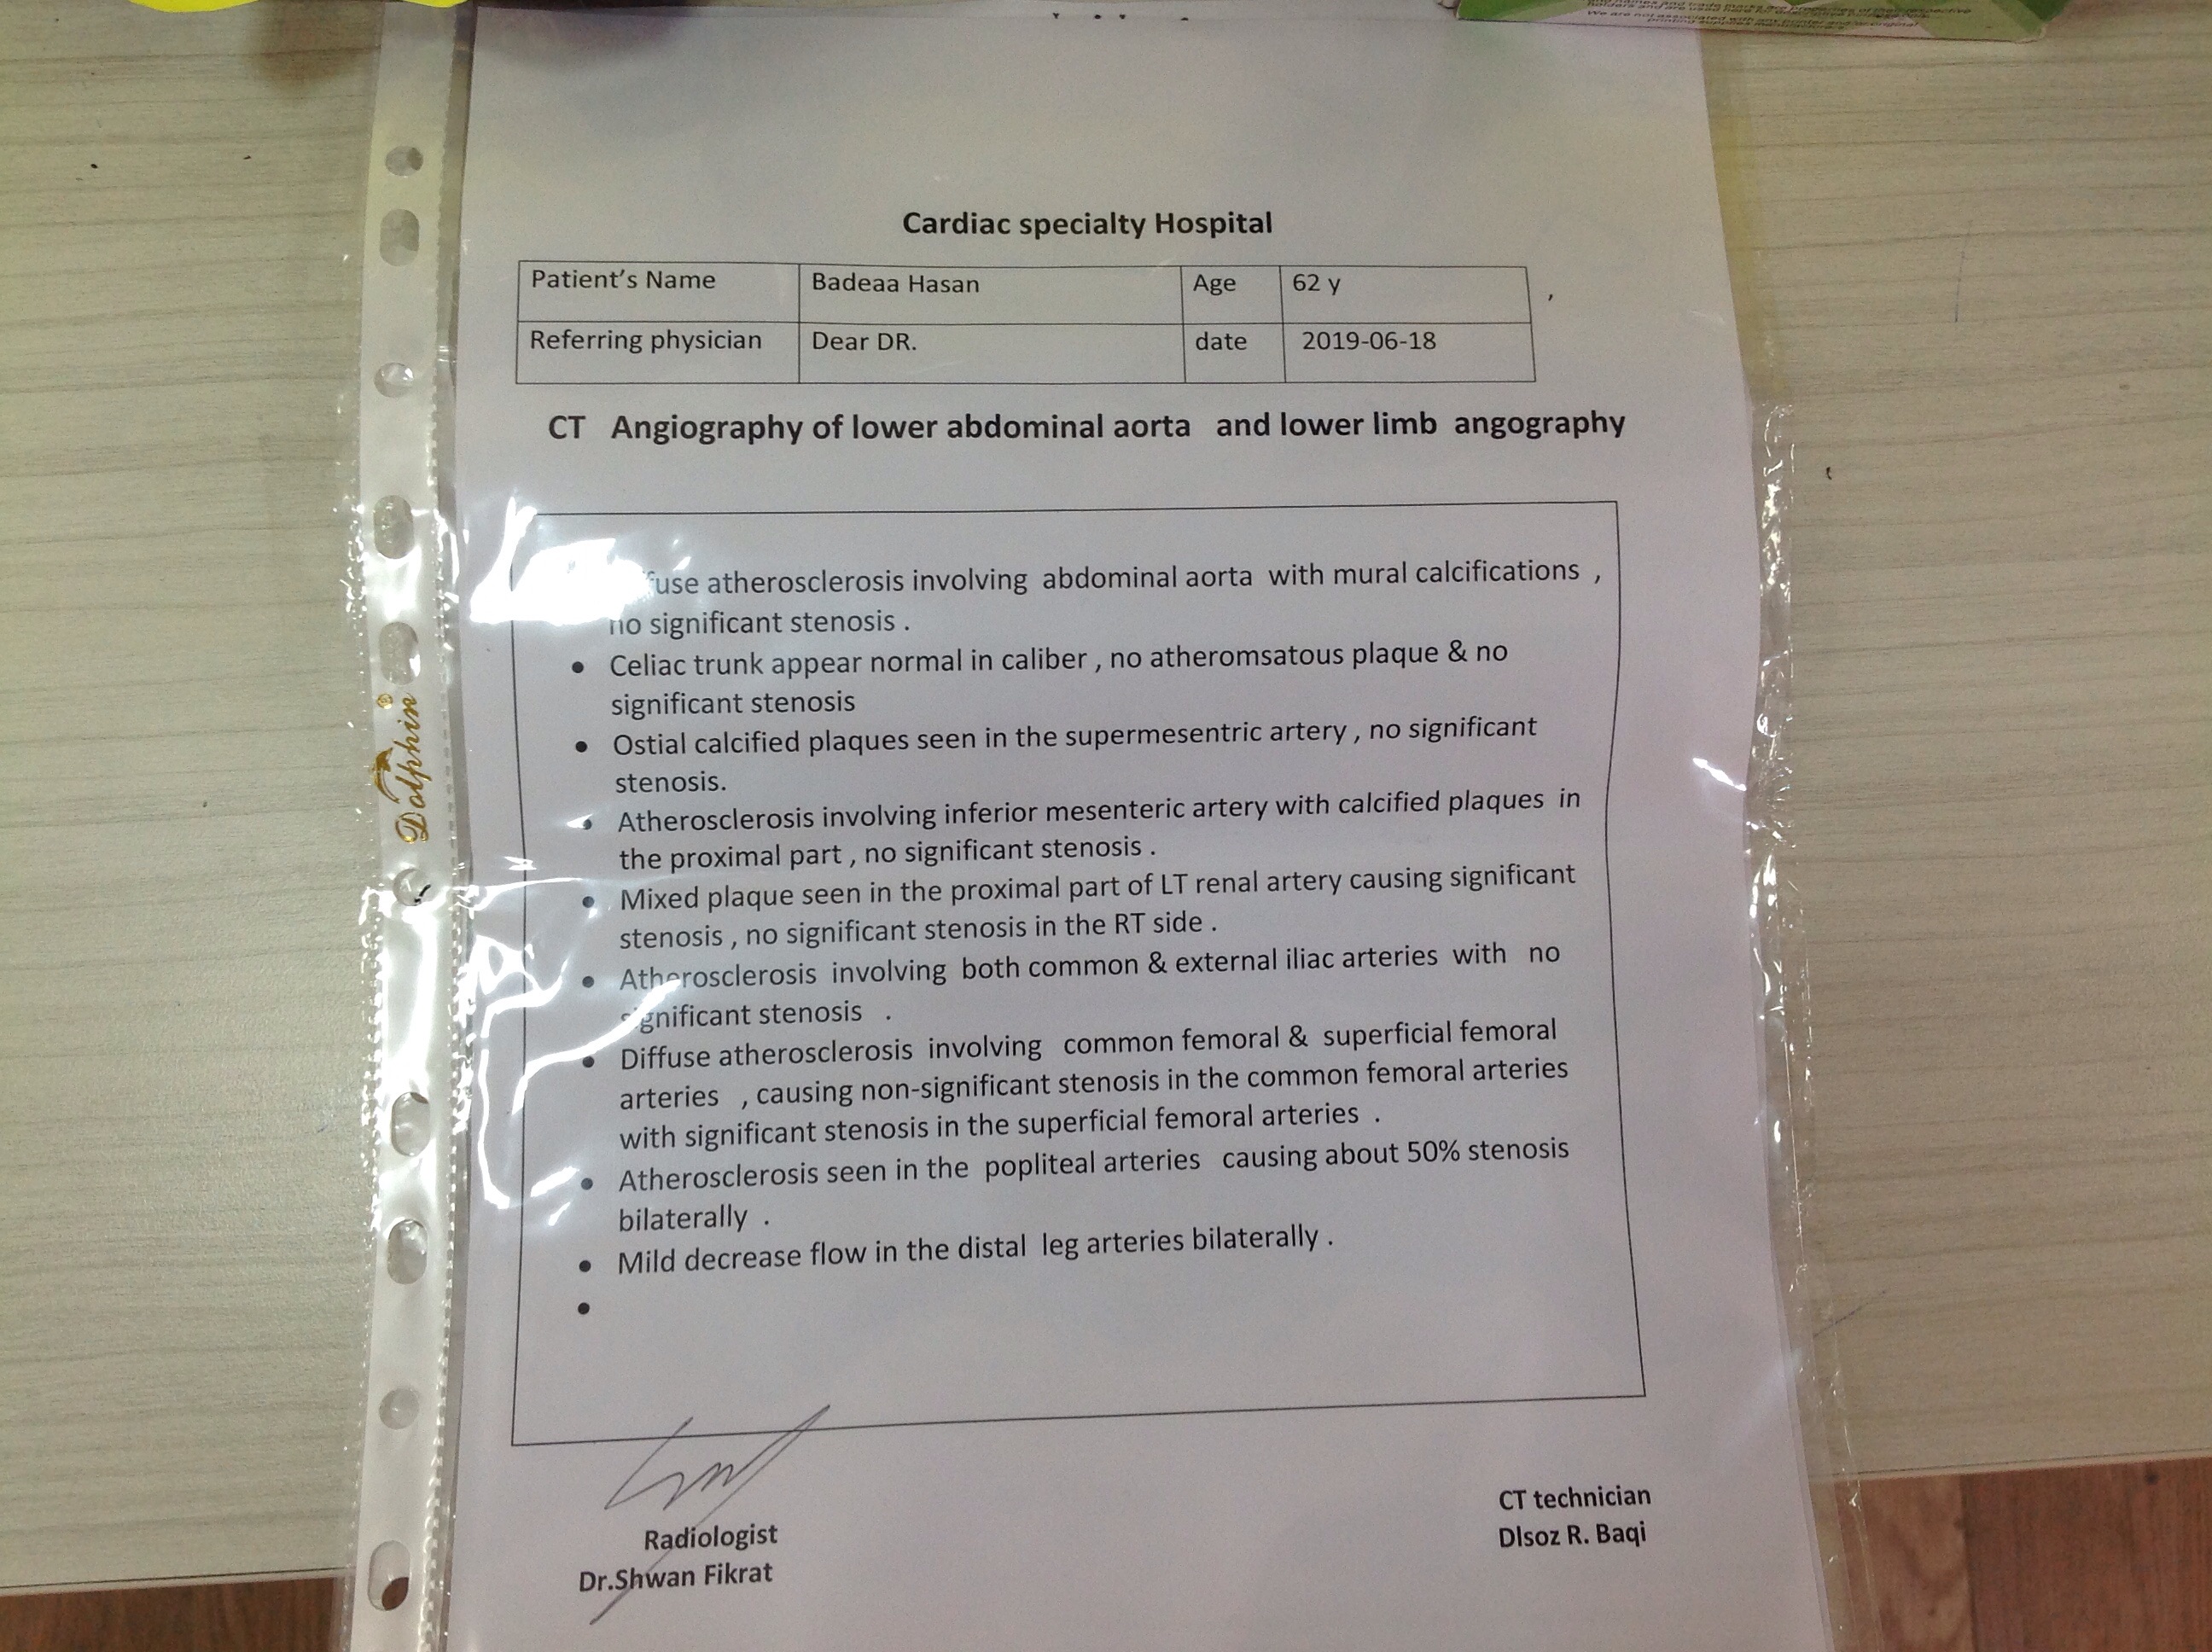 Cardiac specialty Hospital
Patient's Name Badeaa Hasan Age 62 y
Referring physician Dear DR. date 2019-06-18
CT Angiography of lower abdominal aorta and lower limb angography
atherosclerosis involving abdominal aorta with mural calcifications ,
no significant stenosis .
• Celiac trunk appear normal in caliber , no atheromsatous plaque & no
significant stenosis
• Ostial calcified plaques seen in the supermesentric artery , no significant
stenosis.
• Atherosclerosis involving inferior mesenteric artery with calcified plaques in
the proximal part , no significant stenosis .
• Mixed plaque seen in the proximal part of LT renal artery causing significant
stenosis , no significant stenosis in the RT side .
• Atherosclerosis involving both common & external iliac arteries with no
significant stenosis .
• Diffuse atherosclerosis involving common femoral & superficial femoral
arteries , causing non-significant stenosis in the common femoral arteries
with significant stenosis in the superficial femoral arteries .
• Atherosclerosis seen in the popliteal arteries causing about 50% stenosis
bilaterally .
• Mild decrease flow in the distal leg arteries bilaterally .
•
Radiologist
Dr.Shwan Fikrat
CT technician
Dlsoz R. Baqi
Dolphin®